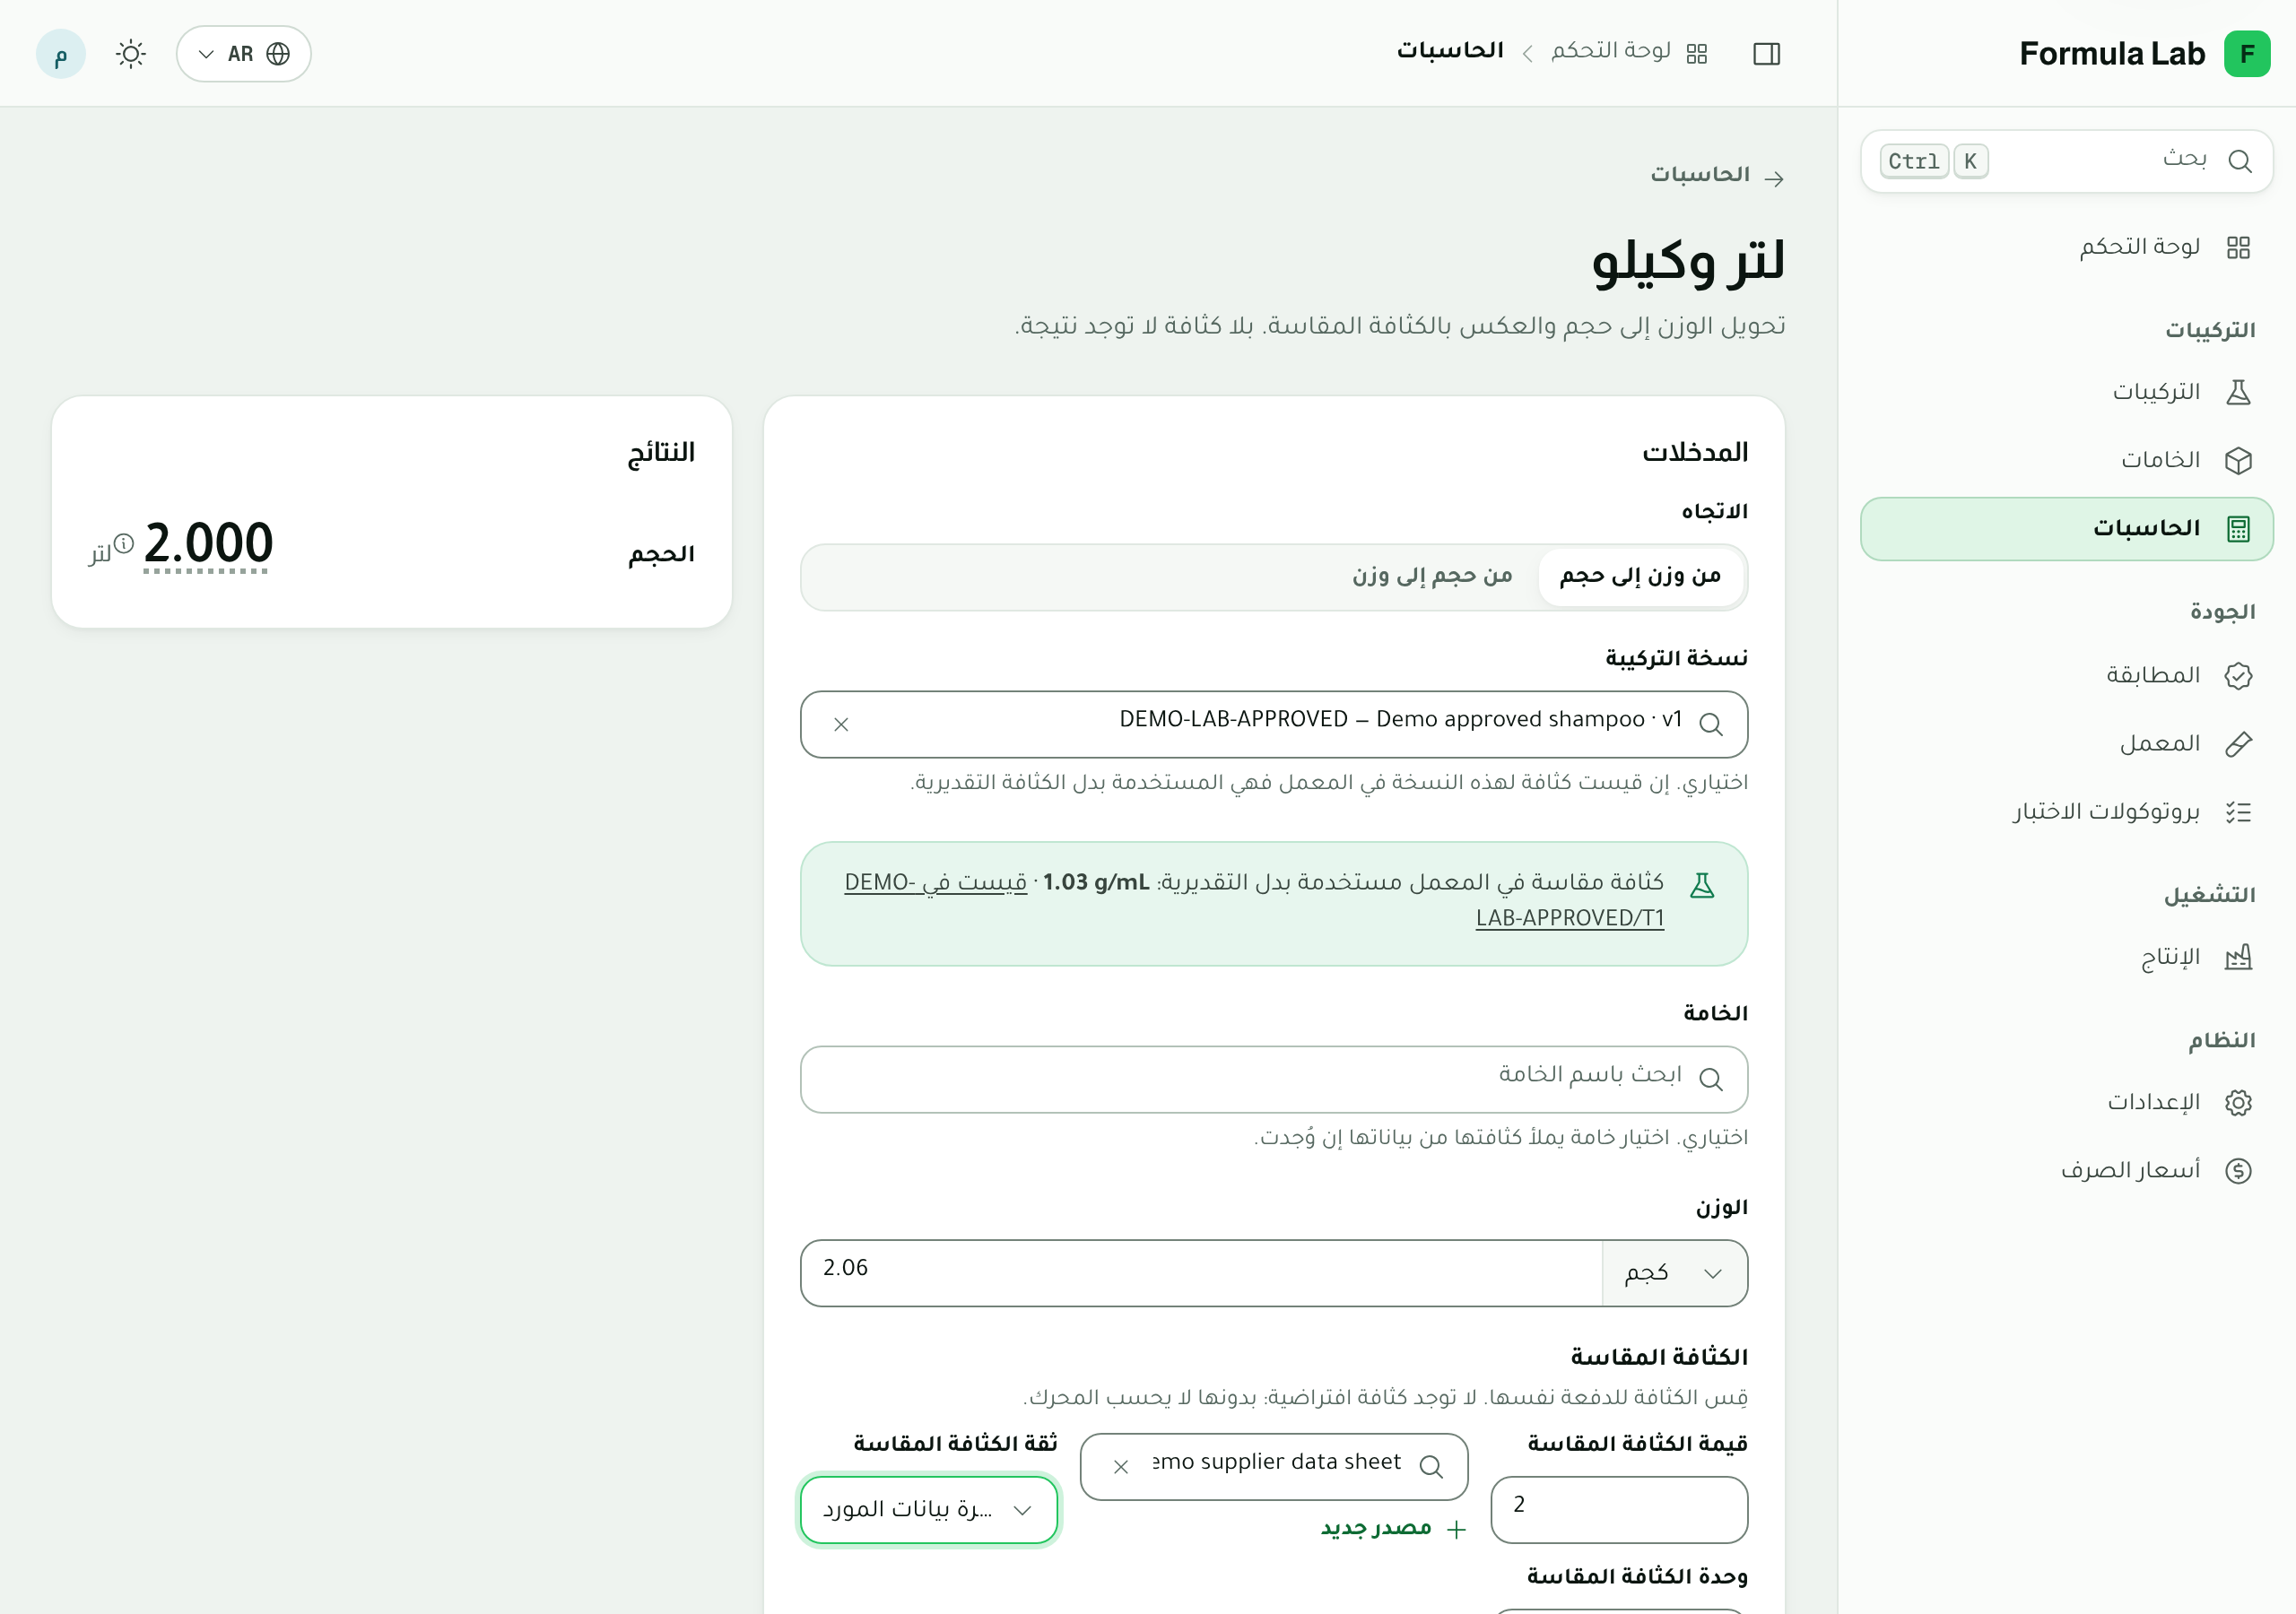 Formula Lab
F
بحث
Ctrl K
لوحة التحكم
التركيبات
التركيبات
الخامات
الحاسبات
الجودة
المطابقة
المعمل
بروتوكولات الاختبار
التشغيل
الإنتاج
النظام
الإعدادات
أسعار الصرف
لوحة التحكم
الحاسبات
AR
م
الحاسبات
لتر وكيلو
تحويل الوزن إلى حجم والعكس بالكثافة المقاسة. بلا كثافة لا توجد نتيجة.
المدخلات
الاتجاه
من وزن إلى حجم
من حجم إلى وزن
نسخة التركيبة
DEMO-LAB-APPROVED – Demo approved shampoo · v1
اختياري. إن قيست كثافة لهذه النسخة في المعمل فهي المستخدمة بدل الكثافة التقديرية.
كثافة مقاسة في المعمل مستخدمة بدل التقديرية: 1.03 g/mL · قيست في DEMO-
LAB-APPROVED/T1
الخامة
ابحث باسم الخامة
اختياري. اختيار خامة يملأ كثافتها من بياناتها إن وُجدت.
الوزن
كجم
2.06
الكثافة المقاسة
قِس الكثافة للدفعة نفسها. لا توجد كثافة افتراضية: بدونها لا يحسب المحرك.
قيمة الكثافة المقاسة
2
emo supplier data sheet
مصدر جديد
ثقة الكثافة المقاسة
...رة بيانات المورد
وحدة الكثافة المقاسة
النتائج
الحجم
2.000
لتر